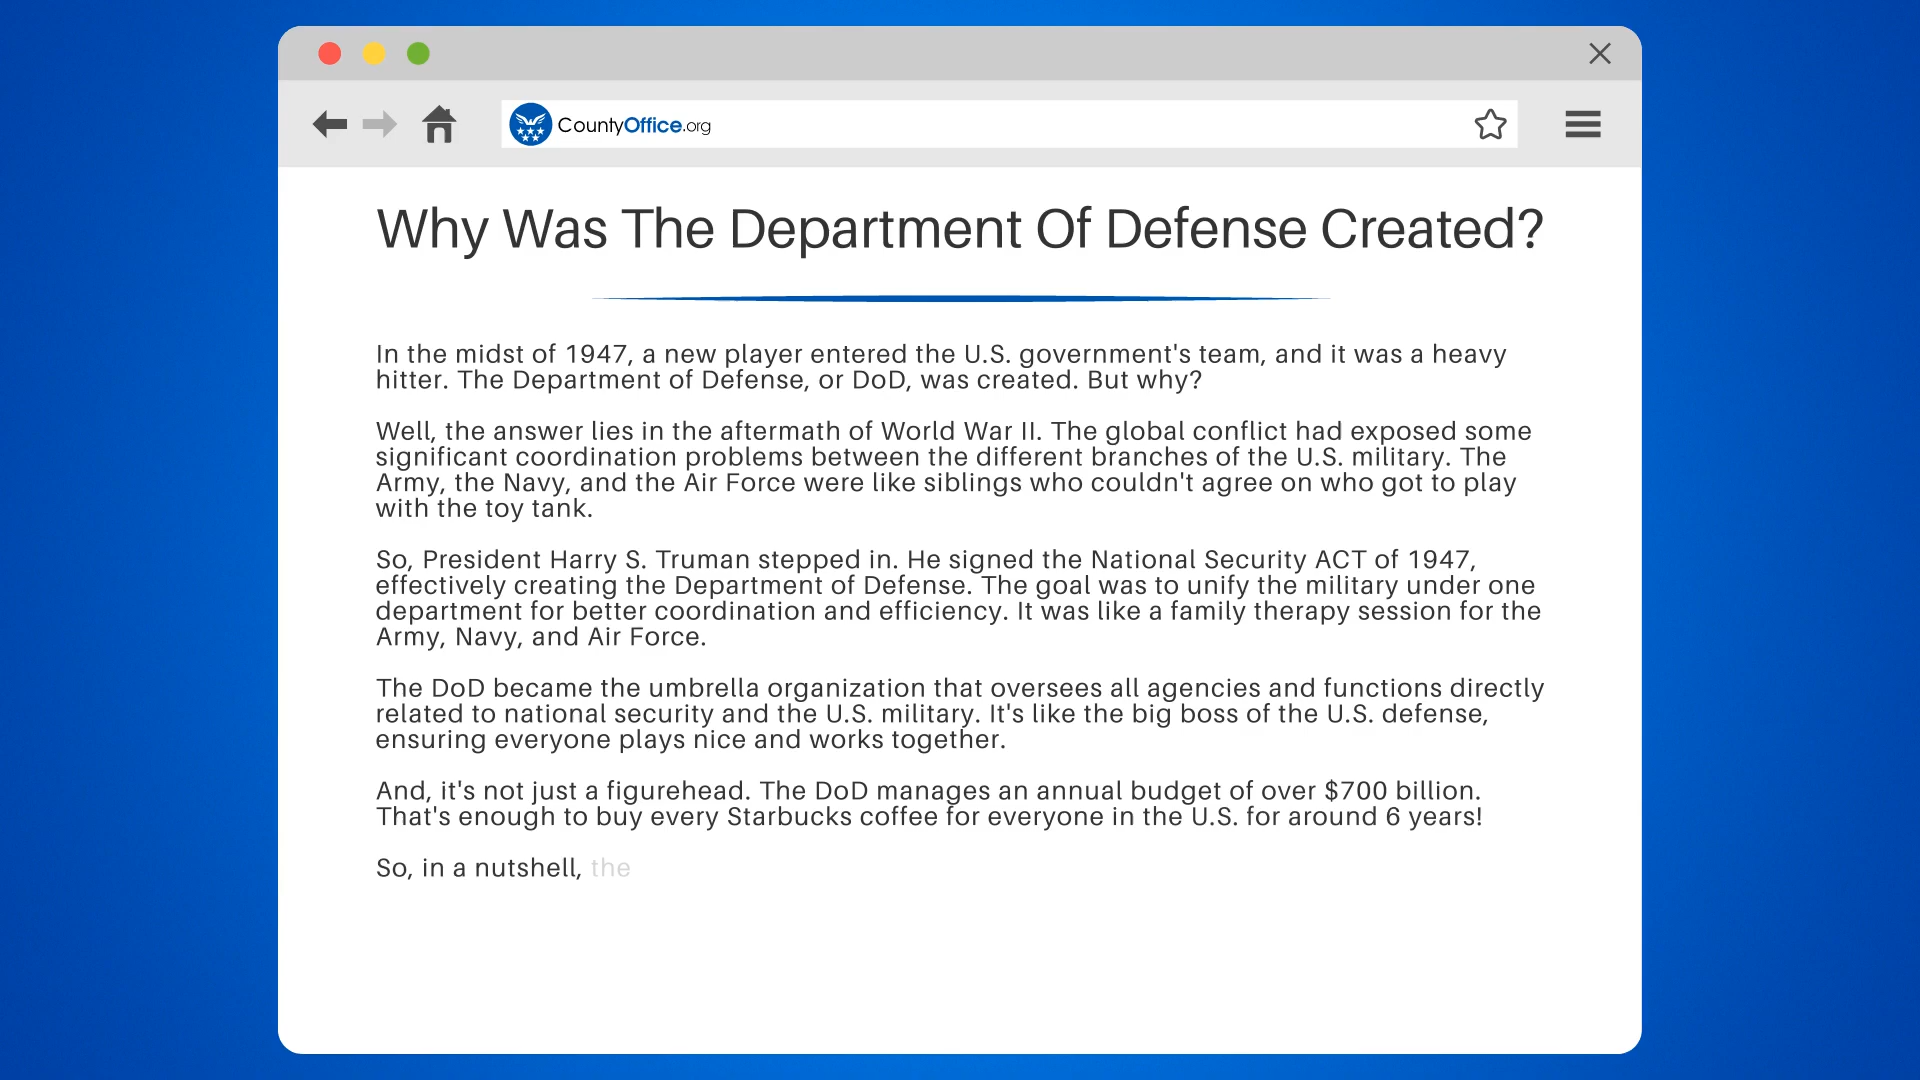 CountyOffice.org
Why Was The Department Of Defense Created?
In the midst of 1947, a new player entered the U.S. government's team, and it was a heavy
hitter. The Department of Defense, or DoD, was created. But why?
Well, the answer lies in the aftermath of World War II. The global conflict had exposed some
significant coordination problems between the different branches of the U.S. military. The
Army, the Navy, and the Air Force were like siblings who couldn't agree on who got to play
with the toy tank.
So, President Harry S. Truman stepped in. He signed the National Security ACT of 1947,
effectively creating the Department of Defense. The goal was to unify the military under one
department for better coordination and efficiency. It was like a family therapy session for the
Army, Navy, and Air Force.
The DoD became the umbrella organization that oversees all agencies and functions directly
related to national security and the U.S. military. It's like the big boss of the U.S. defense,
ensuring everyone plays nice and works together.
And, it's not just a figurehead. The DoD manages an annual budget of over $700 billion.
That's enough to buy every Starbucks coffee for everyone in the U.S. for around 6 years!
So, in a nutshell, the